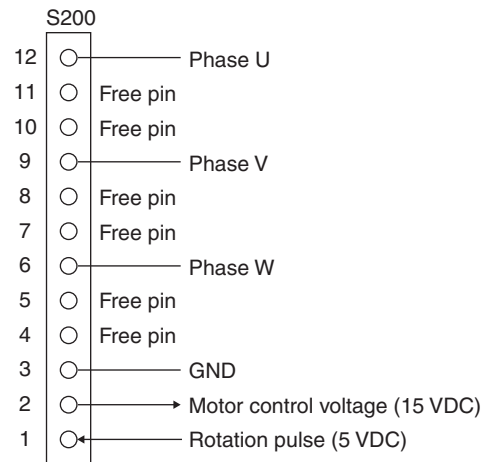 S200
12 Phase U
11 Free pin
10 Free pin
9 Phase V
8 Free pin
7 Free pin
6 Phase W
5 Free pin
4 Free pin
3 GND
2 Motor control voltage (15 VDC)
1 Rotation pulse (5 VDC)